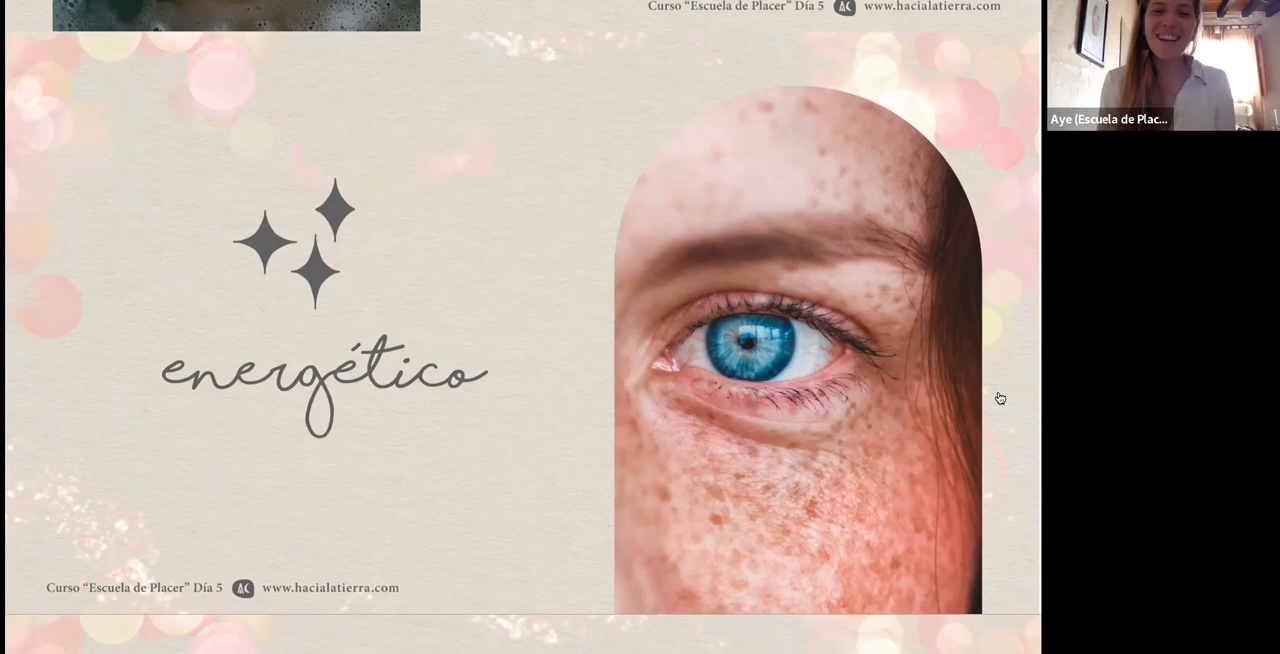 Curso “Escuela de Placer” Día 5 AC www.hacialatierra.com
Aye (Escuela de Plac...
energético
Curso “Escuela de Placer” Día 5 AC www.hacialatierra.com